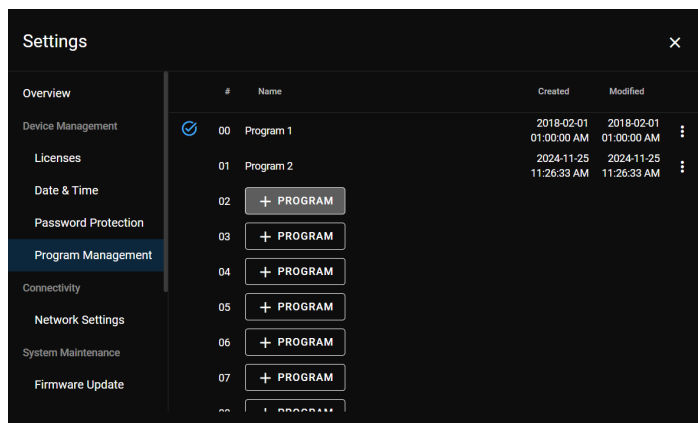 Settings
Overview
Device Management
Licenses
Date & Time
Password Protection
Program Management
Connectivity
Network Settings
System Maintenance
Firmware Update
# Name Created Modified
00 Program 1 2018-02-01 2018-02-01
01:00:00 AM 01:00:00 AM
01 Program 2 2024-11-25 2024-11-25
11:26:33 AM 11:26:33 AM
02 + PROGRAM
03 + PROGRAM
04 + PROGRAM
05 + PROGRAM
06 + PROGRAM
07 + PROGRAM